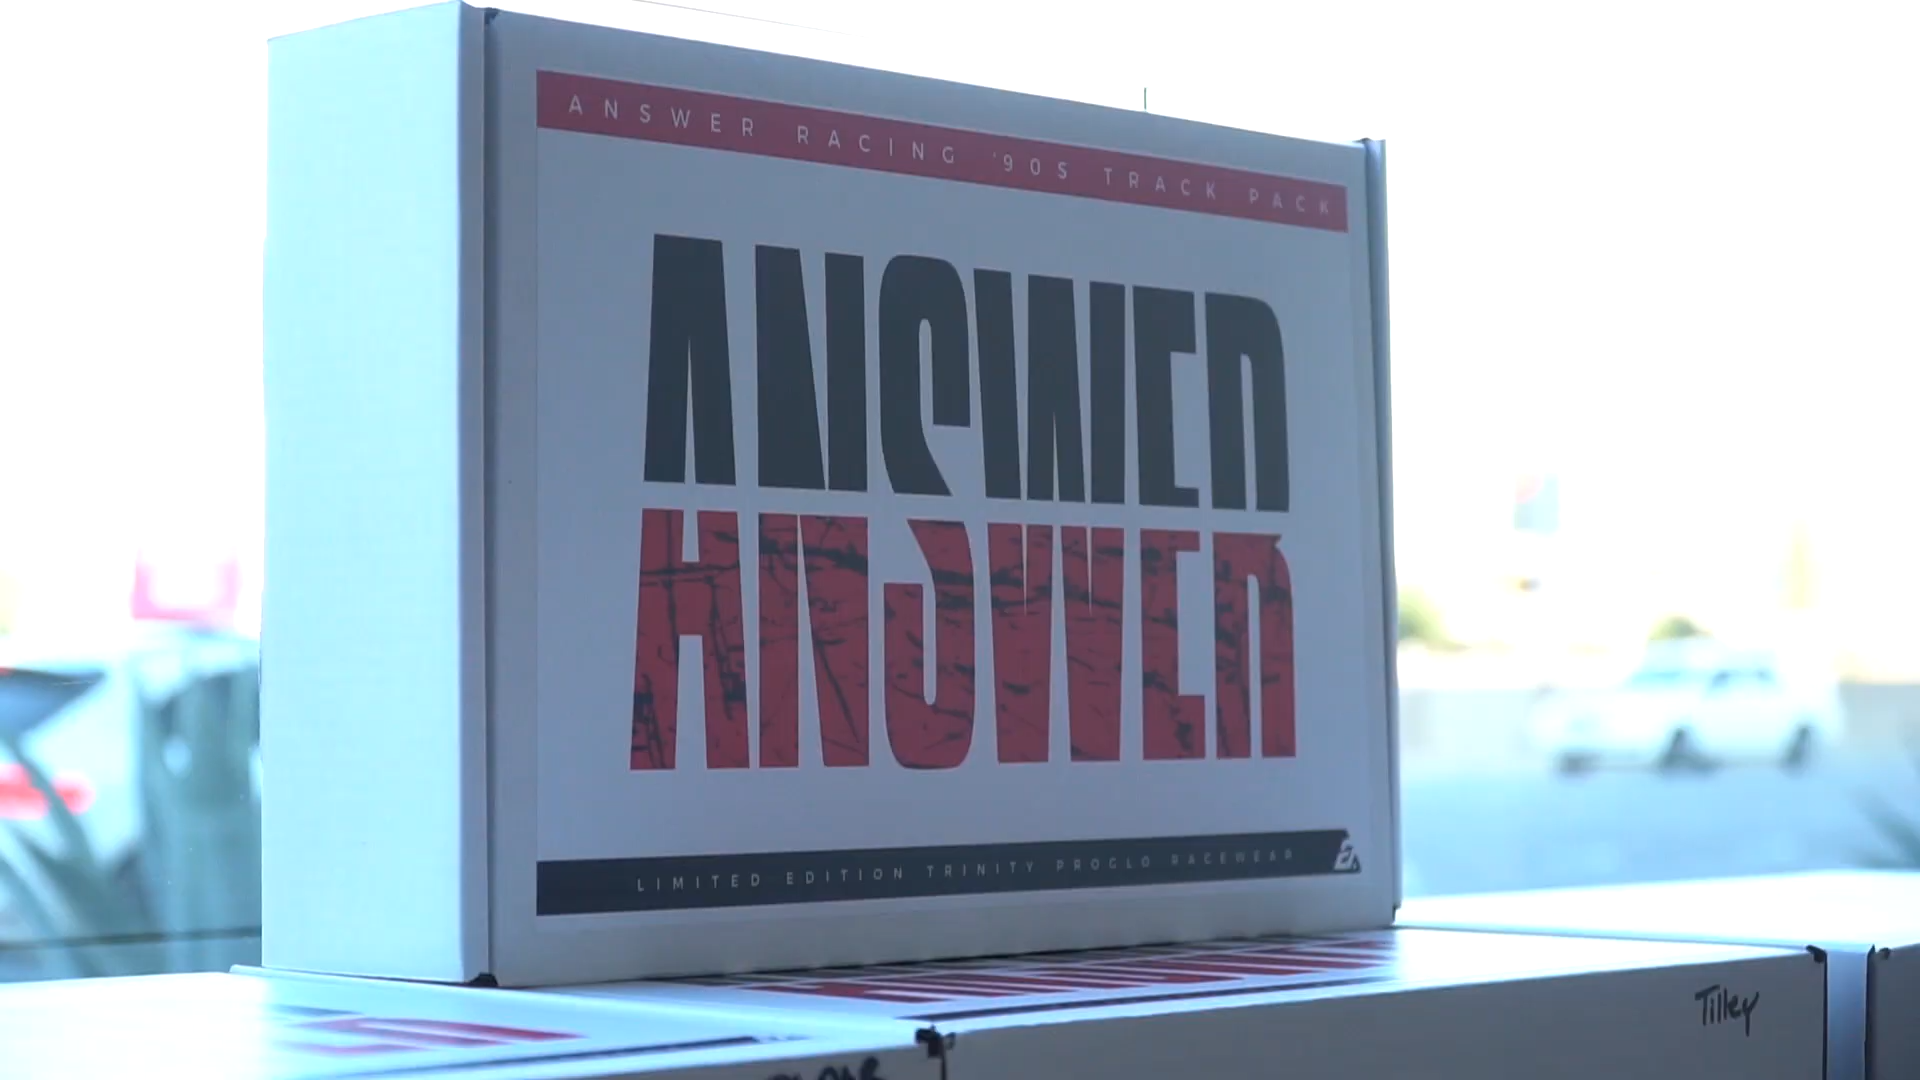 ANSWER RACING '90S TRACK PACK
ANSWER
ANSWER
LIMITED EDITION TRINITY PROGLO RACEWEAR
Tilley